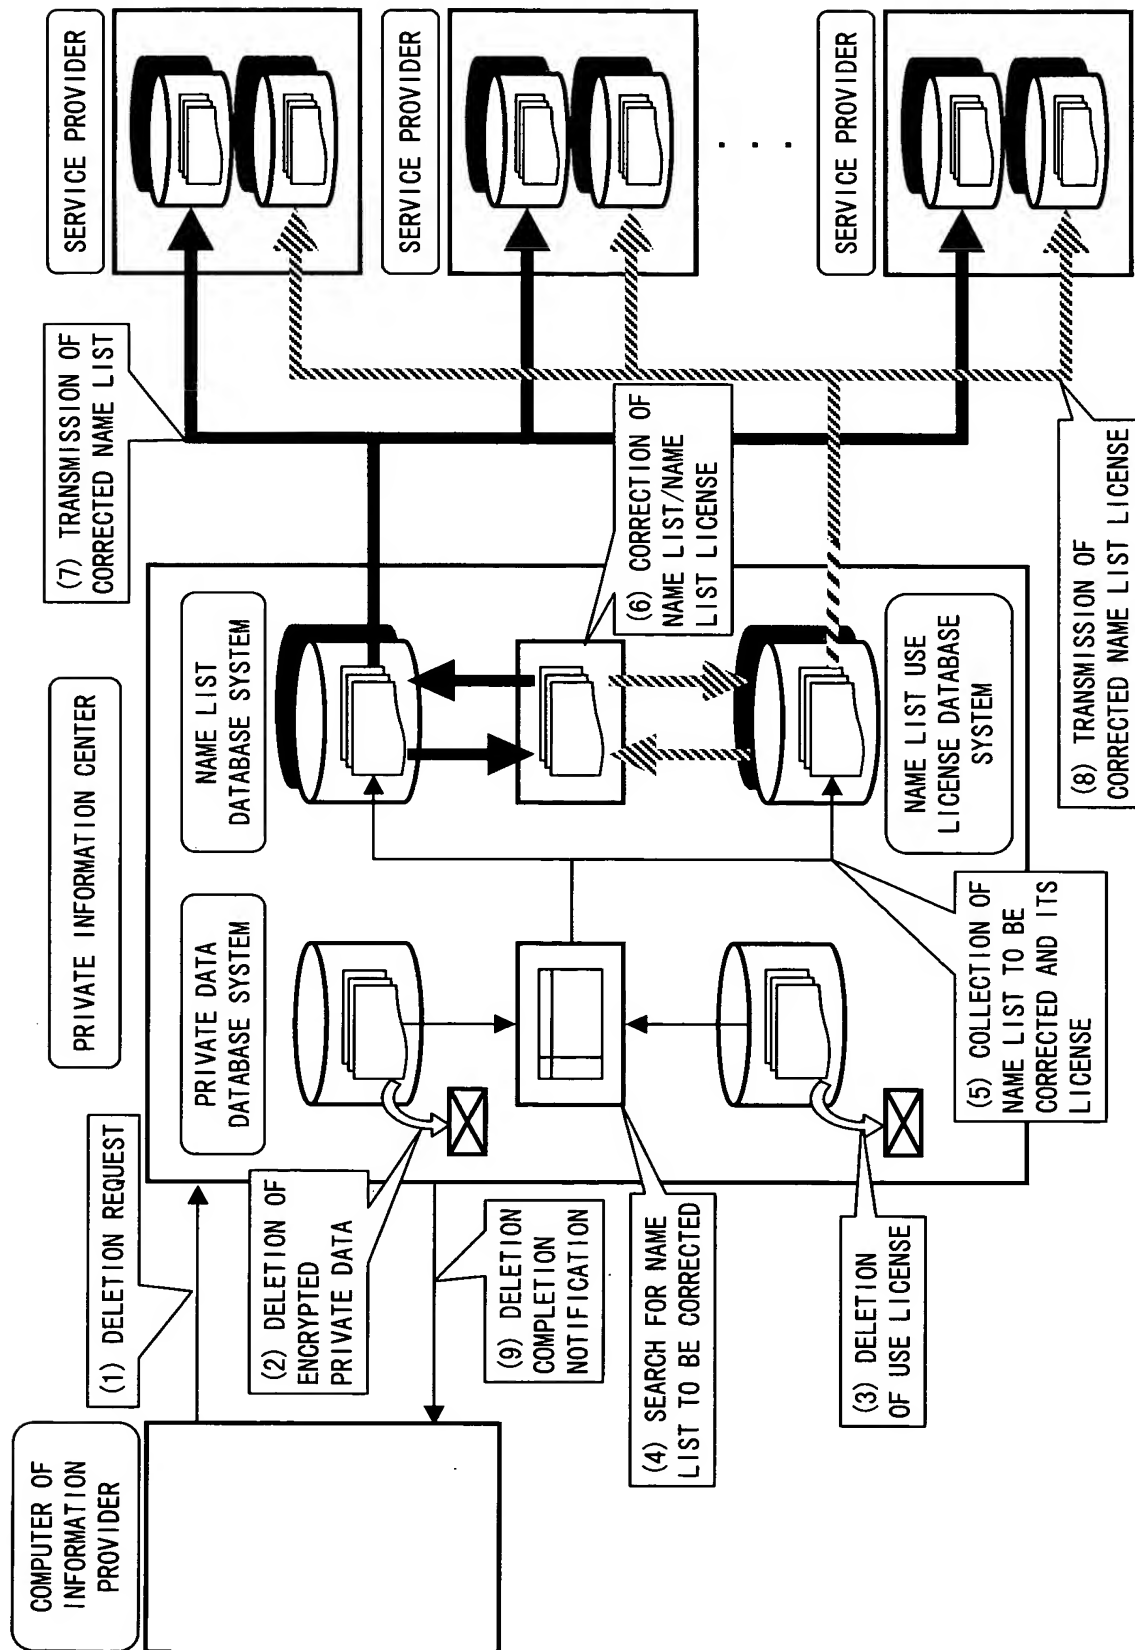 COMPUTER OF
INFORMATION
PROVIDER
(1) DELETION REQUEST
PRIVATE INFORMATION CENTER
PRIVATE DATA
DATABASE SYSTEM
NAME LIST
DATABASE SYSTEM
(2) DELETION OF
ENCRYPTED
PRIVATE DATA
(9) DELETION
COMPLETION
NOTIFICATION
(4) SEARCH FOR NAME
LIST TO BE CORRECTED
(3) DELETION
OF USE LICENSE
(5) COLLECTION OF
NAME LIST TO BE
CORRECTED AND ITS
LICENSE
NAME LIST USE
LICENSE DATABASE
SYSTEM
(6) CORRECTION OF
NAME LIST/NAME
LIST LICENSE
(7) TRANSMISSION OF
CORRECTED NAME LIST
(8) TRANSMISSION OF
CORRECTED NAME LIST LICENSE
SERVICE PROVIDER
SERVICE PROVIDER
. . .
SERVICE PROVIDER